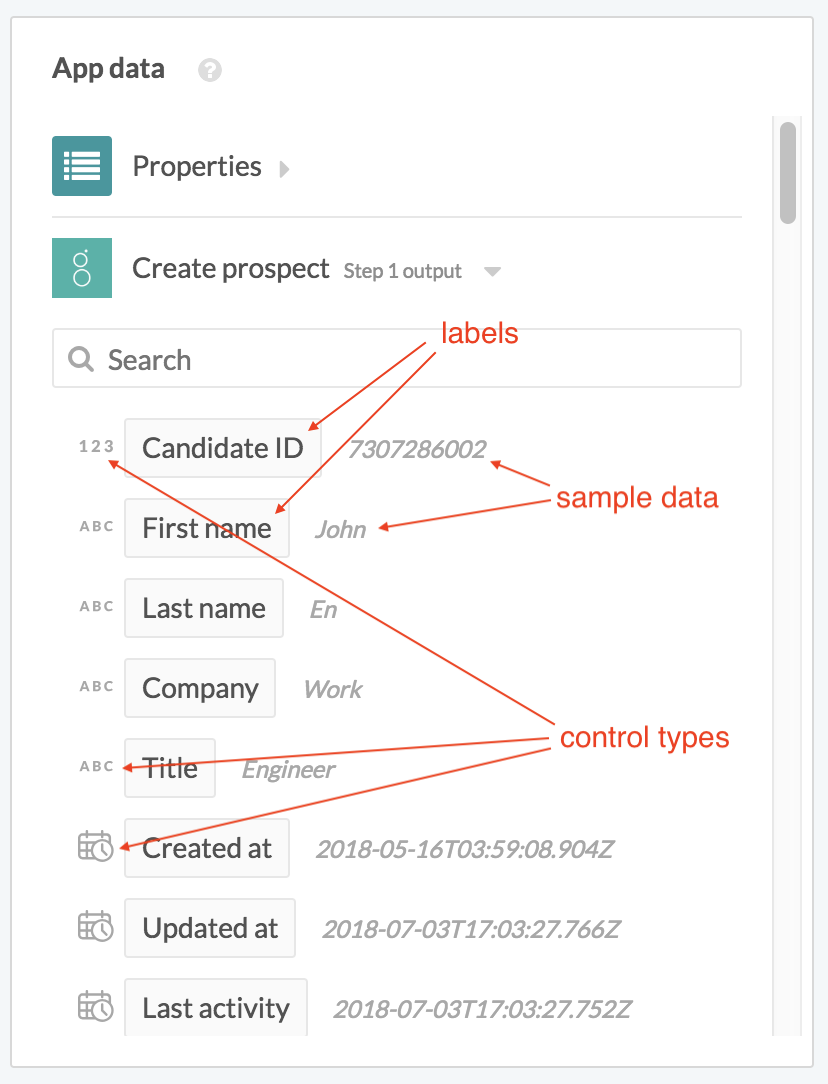 App data ?
Properties
Create prospect Step 1 output
labels
Search
123 Candidate ID 7307286002
sample data
ABC First name John
ABC Last name En
ABC Company Work
control types
ABC Title Engineer
Created at 2018-05-16T03:59:08.904Z
Updated at 2018-07-03T17:03:27.766Z
Last activity 2018-07-03T17:03:27.752Z